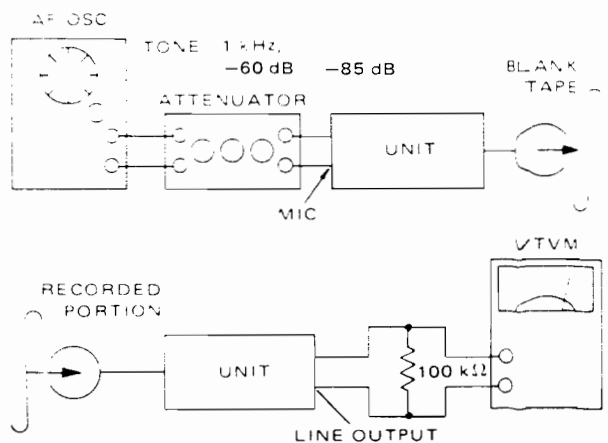 AF OSC
TONE 1 kHz,
-60 dB -85 dB
ATTENUATOR
BLANK
TAPE
UNIT
MIC
VTVM
RECORDED
PORTION
UNIT
100 kΩ
LINE OUTPUT